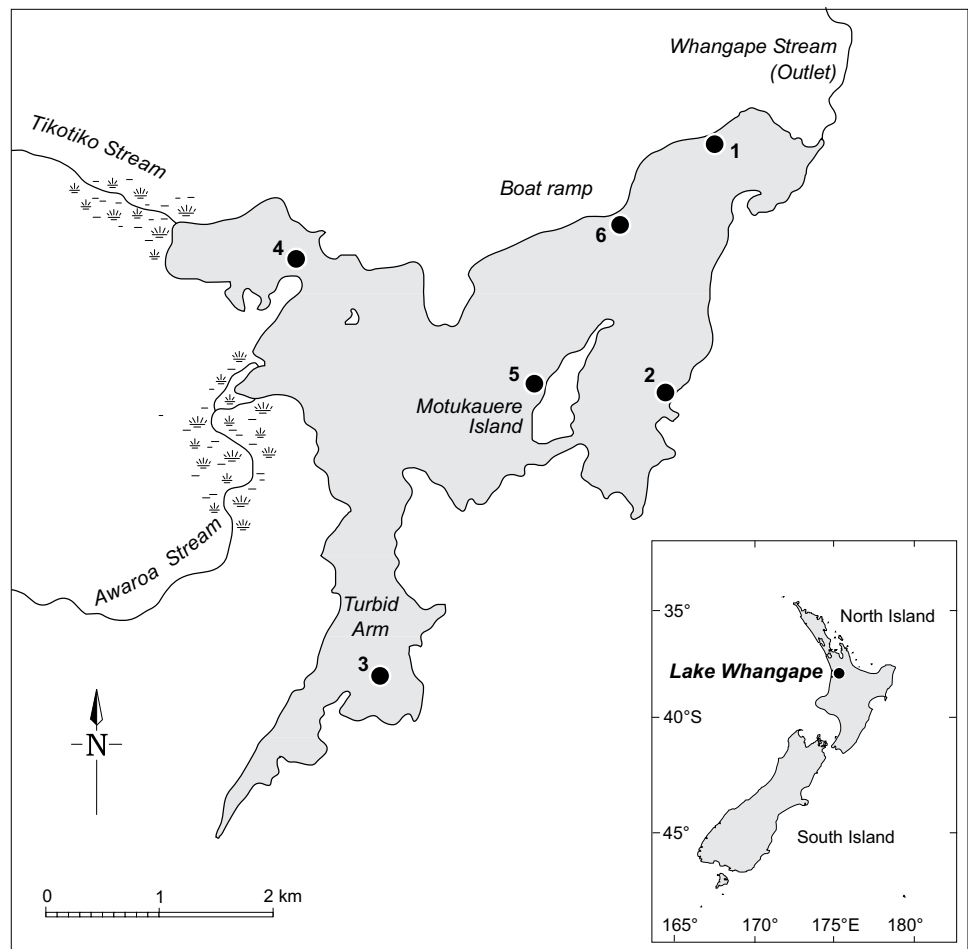 Whangape Stream
(Outlet)
Tikotiko Stream
1
Boat ramp
6
4
5
2
Motukauere
Island
Awaroa Stream
Turbid
Arm
3
N
0 1 2 km
35°
North Island
Lake Whangape
40°S
45°
South Island
165° 170° 175°E 180°